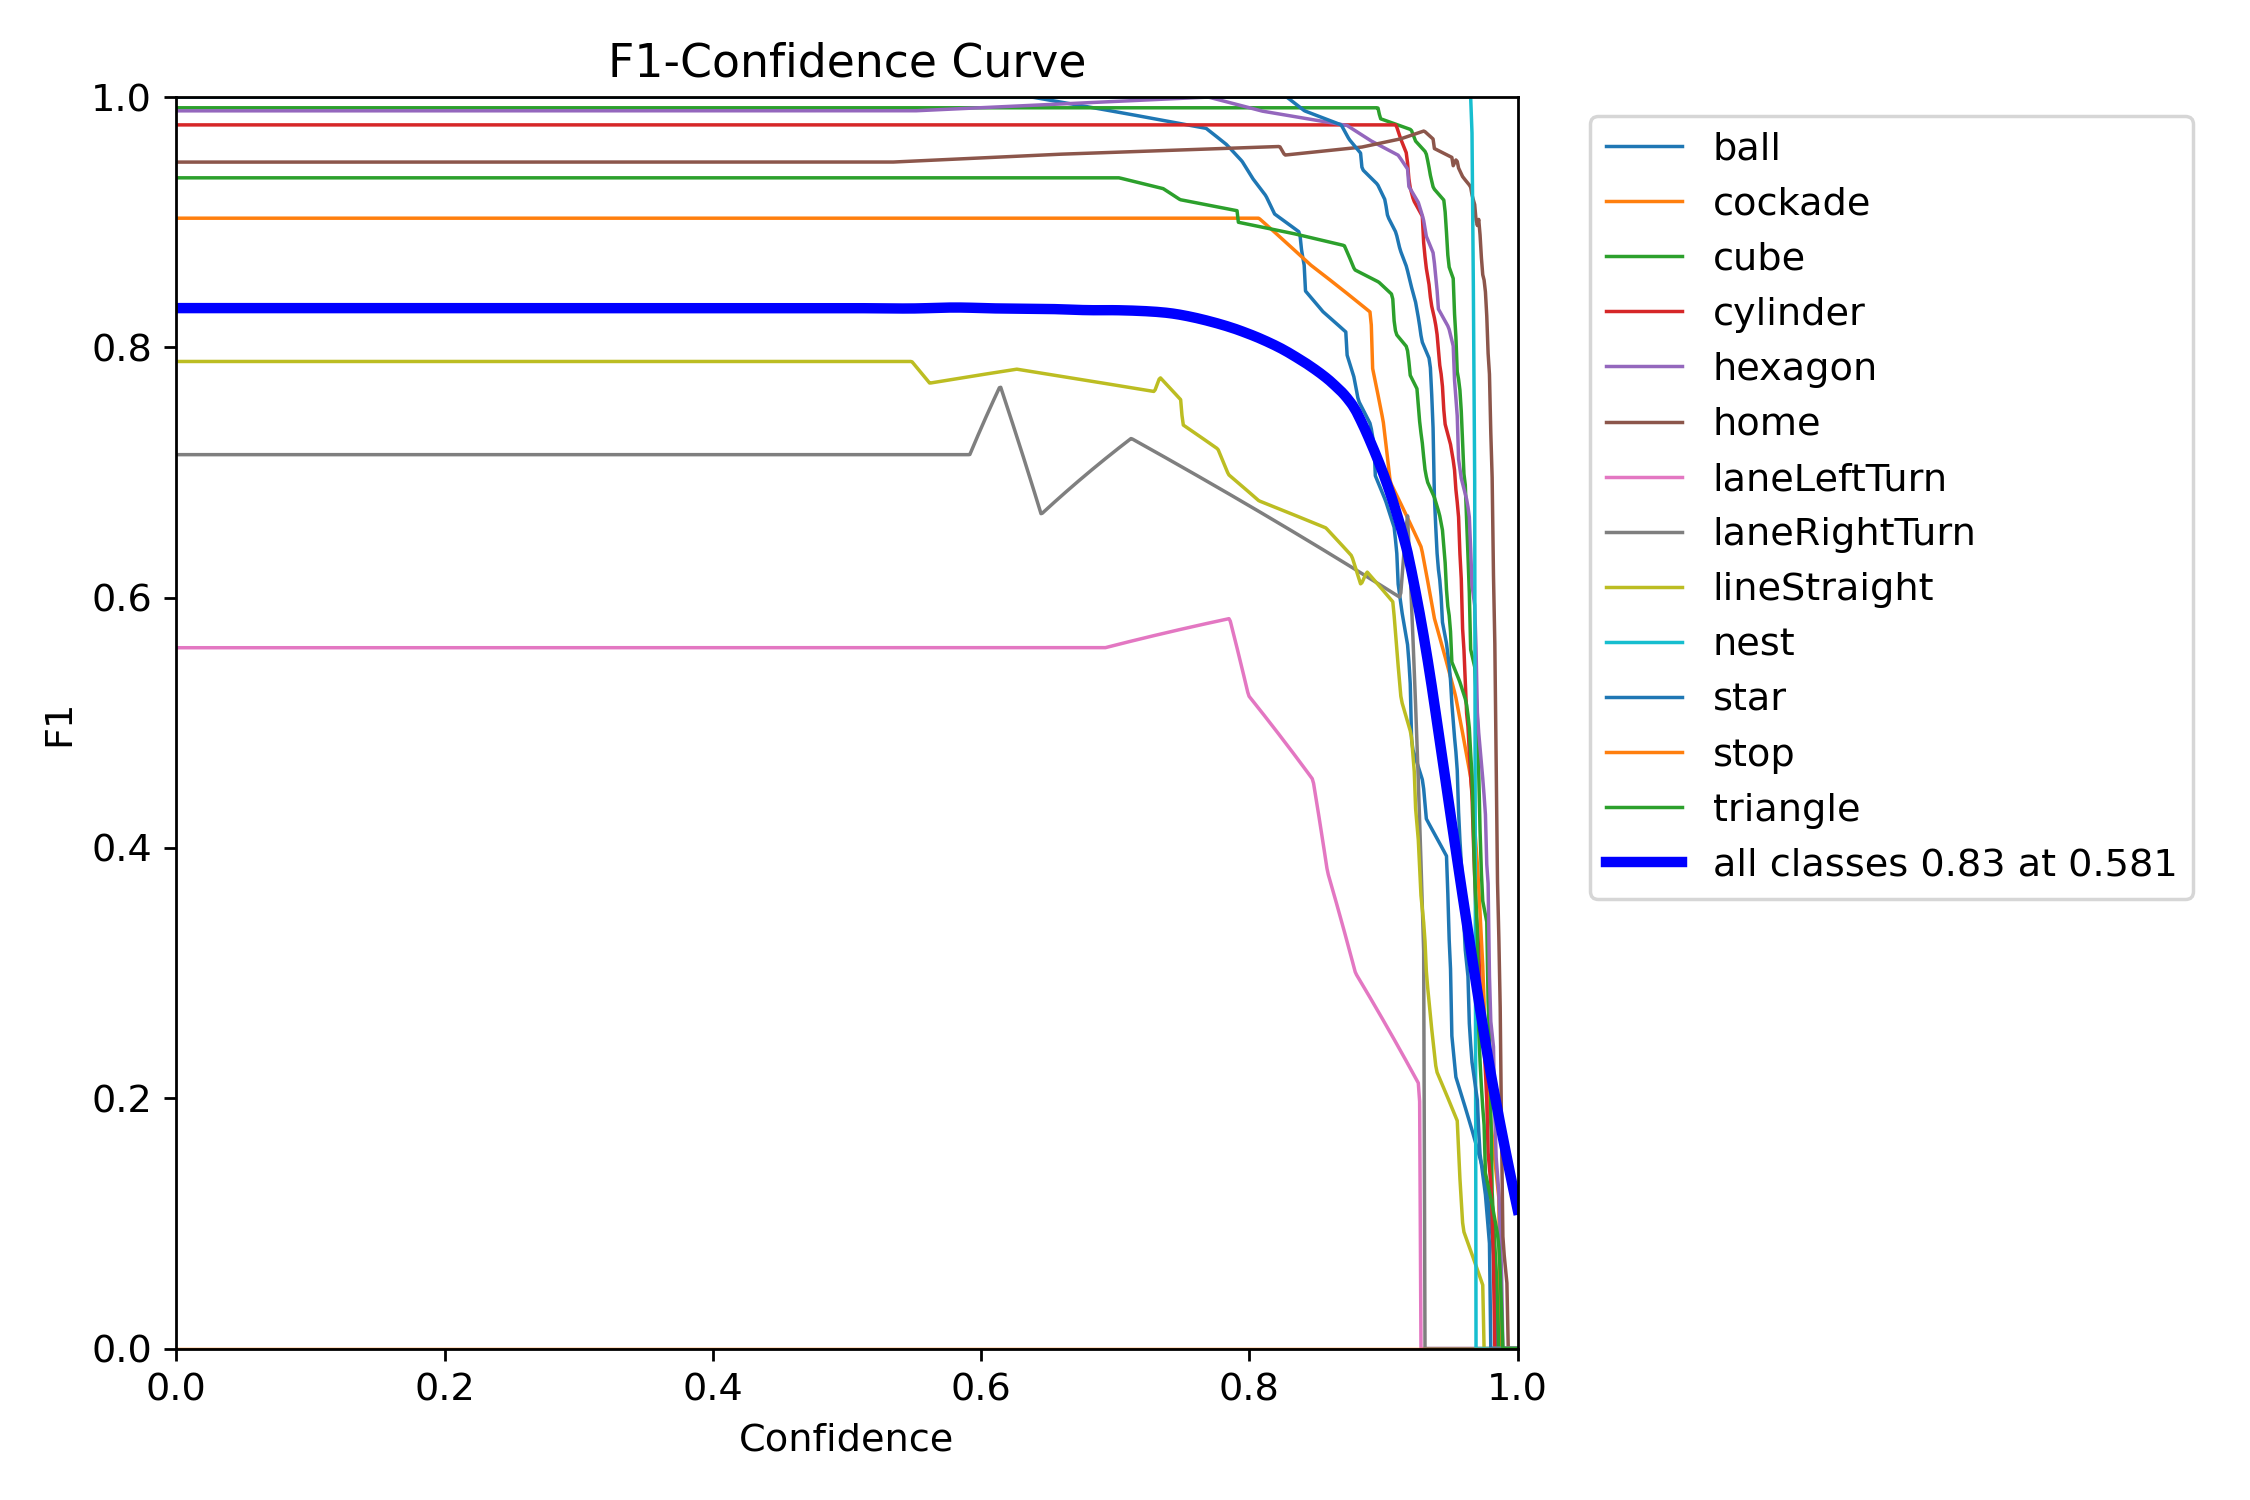 F1-Confidence Curve
1.0
0.8
0.6
0.4
0.2
0.0
F1
0.0 0.2 0.4 0.6 0.8 1.0
Confidence
ball
cockade
cube
cylinder
hexagon
home
laneLeftTurn
laneRightTurn
lineStraight
nest
star
stop
triangle
all classes 0.83 at 0.581